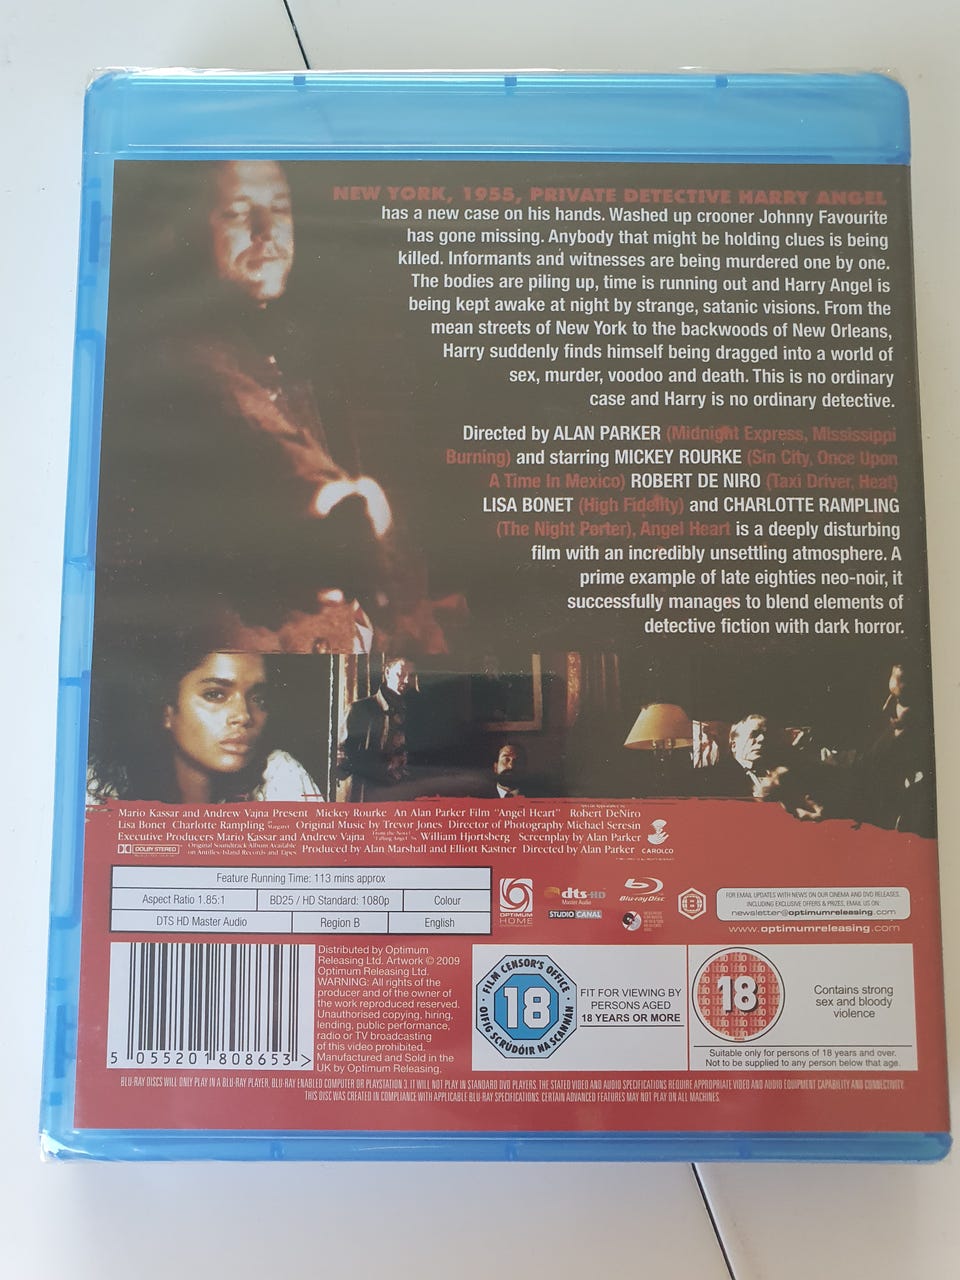 NEW YORK, 1955, PRIVATE DETECTIVE HARRY ANGEL
has a new case on his hands. Washed up crooner Johnny Favourite
has gone missing. Anybody that might be holding clues is being
killed. Informants and witnesses are being murdered one by one.
The bodies are piling up, time is running out and Harry Angel is
being kept awake at night by strange, satanic visions. From the
mean streets of New York to the backwoods of New Orleans,
Harry suddenly finds himself being dragged into a world of
sex, murder, voodoo and death. This is no ordinary
case and Harry is no ordinary detective.
Directed by ALAN PARKER (Midnight Express, Mississippi
Burning) and starring MICKEY ROURKE (Sin City, Once Upon
A Time In Mexico) ROBERT DE NIRO (Taxi Driver, Heat)
LISA BONET (High Fidelity) and CHARLOTTE RAMPLING
(The Night Porter), Angel Heart is a deeply disturbing
film with an incredibly unsettling atmosphere. A
prime example of late eighties neo-noir, it
successfully manages to blend elements of
detective fiction with dark horror.
Mario Kassar and Andrew Vajna Present Mickey Rourke An Alan Parker Film "Angel Heart" Robert DeNiro
Lisa Bonet Charlotte Rampling Original Music by Trevor Jones Director of Photography Michael Seresin
Executive Producers Mario Kassar and Andrew Vajna William Hjortsberg Screenplay by Alan Parker
DOLBY STEREO Original Soundtrack Album Available on Antilles-Island Records and Tapes Produced by Alan Marshall and Elliott Kastner Directed by Alan Parker
CAROLCO
Feature Running Time: 113 mins approx
Aspect Ratio 1.85:1 BD25 / HD Standard: 1080p Colour
DTS HD Master Audio Region B English
OPTIMUM
HOME
dts-HD
Master Audio
STUDIO CANAL
Blu-ray Disc
B
FOR EMAIL UPDATES WITH NEWS ON OUR CINEMA AND DVD RELEASES,
INCLUDING EXCLUSIVE OFFERS & PRIZES, EMAIL US ON:
newsletter@optimumreleasing.com
www.optimumreleasing.com
5 055201 808653 >
Distributed by Optimum
Releasing Ltd. Artwork © 2009
Optimum Releasing Ltd.
WARNING: All rights of the
producer and of the owner of
the work reproduced reserved.
Unauthorised copying, hiring,
lending, public performance,
radio or TV broadcasting
of this video prohibited.
Manufactured and Sold in the
UK by Optimum Releasing.
FILM CENSOR'S OFFICE
18
OIFIG SCRÚDÓIR NA SCANNÁN
FIT FOR VIEWING BY
PERSONS AGED
18 YEARS OR MORE
18
Contains strong
sex and bloody
violence
Suitable only for persons of 18 years and over.
Not to be supplied to any person below that age.
BLU-RAY DISCS WILL ONLY PLAY IN A BLU-RAY PLAYER, BLU-RAY ENABLED COMPUTER OR PLAYSTATION 3. IT WILL NOT PLAY IN STANDARD DVD PLAYERS. THE STATED VIDEO AND AUDIO SPECIFICATIONS REQUIRE APPROPRIATE VIDEO AND AUDIO EQUIPMENT CAPABILITY AND CONNECTIVITY.
THIS DISC WAS CREATED IN COMPLIANCE WITH APPLICABLE BLU-RAY SPECIFICATIONS. CERTAIN ADVANCED FEATURES MAY NOT PLAY ON ALL MACHINES.